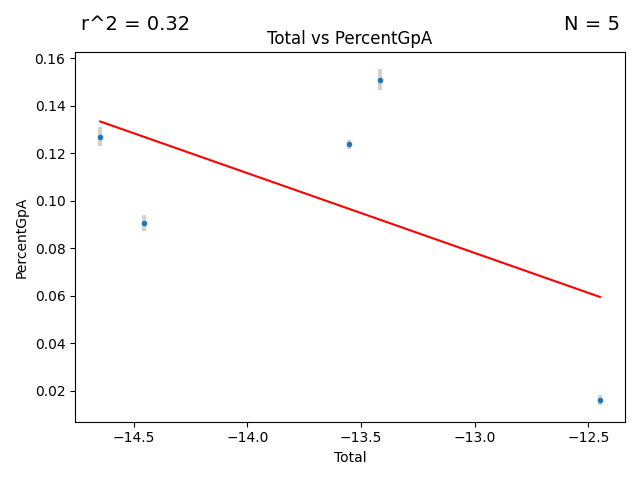 r^2 = 0.32
N = 5
Total vs PercentGpA
0.16
0.14
0.12
0.10
0.08
0.06
0.04
0.02
PercentGpA
−14.5
−14.0
−13.5
−13.0
−12.5
Total